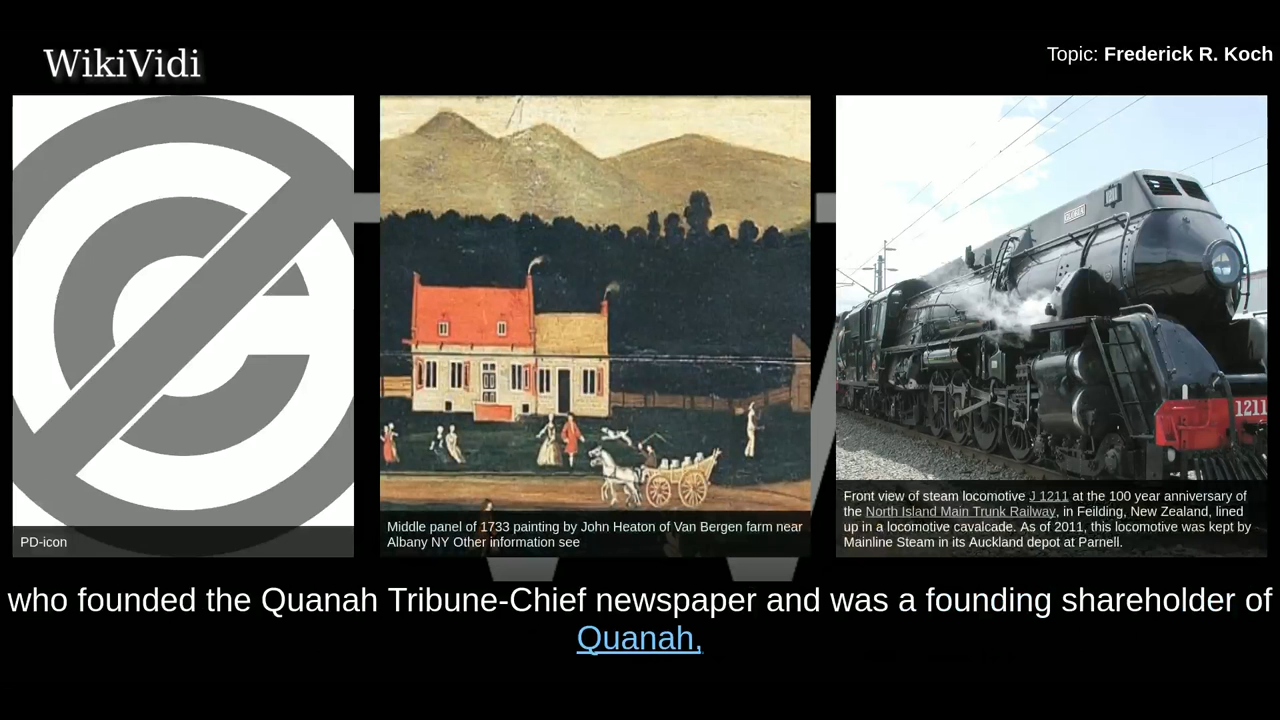 WikiVidi
Topic: Frederick R. Koch
PD-icon
Middle panel of 1733 painting by John Heaton of Van Bergen farm near
Albany NY Other information see
GLORIA
1211
Front view of steam locomotive J 1211 at the 100 year anniversary of
the North Island Main Trunk Railway, in Feilding, New Zealand, lined
up in a locomotive cavalcade. As of 2011, this locomotive was kept by
Mainline Steam in its Auckland depot at Parnell.
who founded the Quanah Tribune-Chief newspaper and was a founding shareholder of
Quanah,